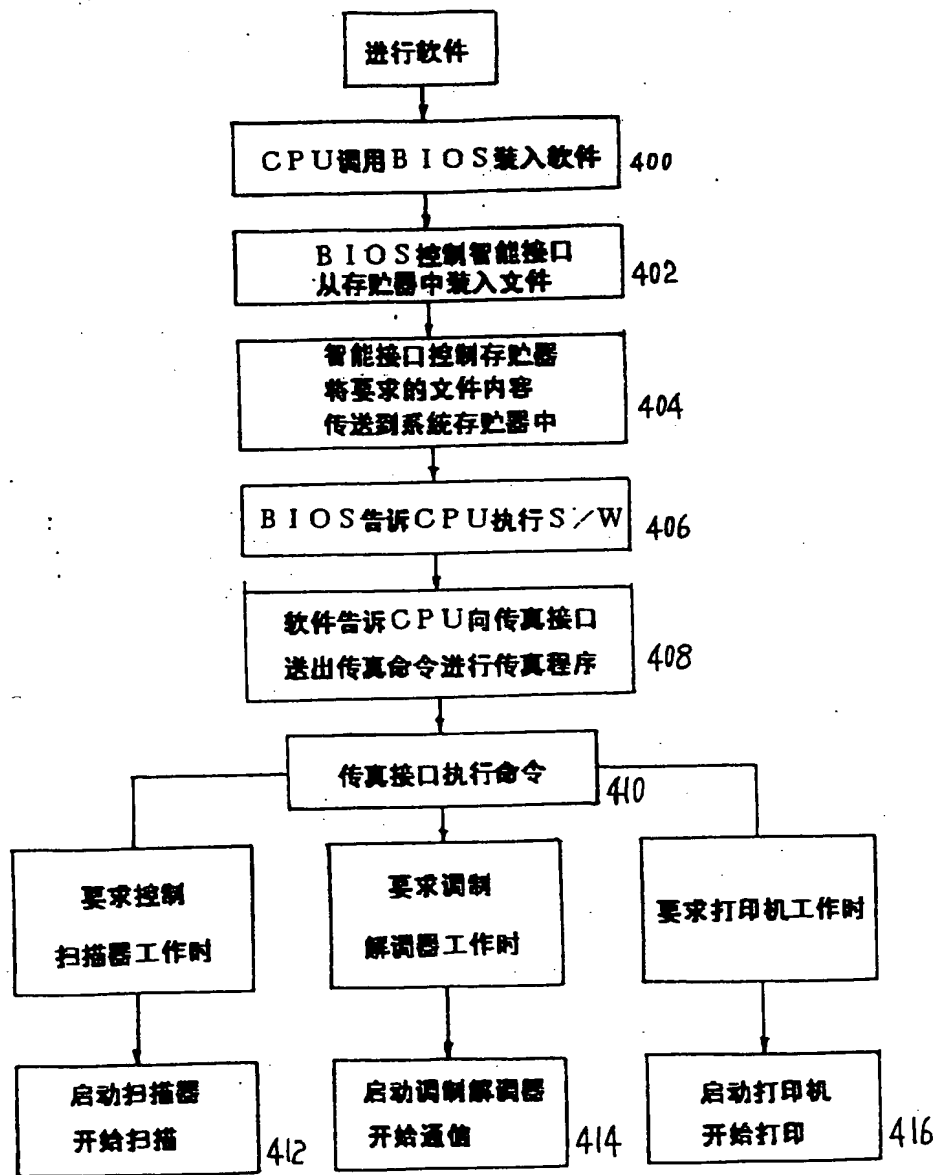 进行软件
CPU调用BIOS装入软件
400
BIOS控制智能接口
从存贮器中装入文件
402
智能接口控制存贮器
将要求的文件内容
传送到系统存贮器中
404
BIOS告诉CPU执行S/W
406
软件告诉CPU向传真接口
送出传真命令进行传真程序
408
传真接口执行命令
410
要求控制
扫描器工作时
要求调制
解调器工作时
要求打印机工作时
启动扫描器
开始扫描
412
启动调制解调器
开始通信
414
启动打印机
开始打印
416